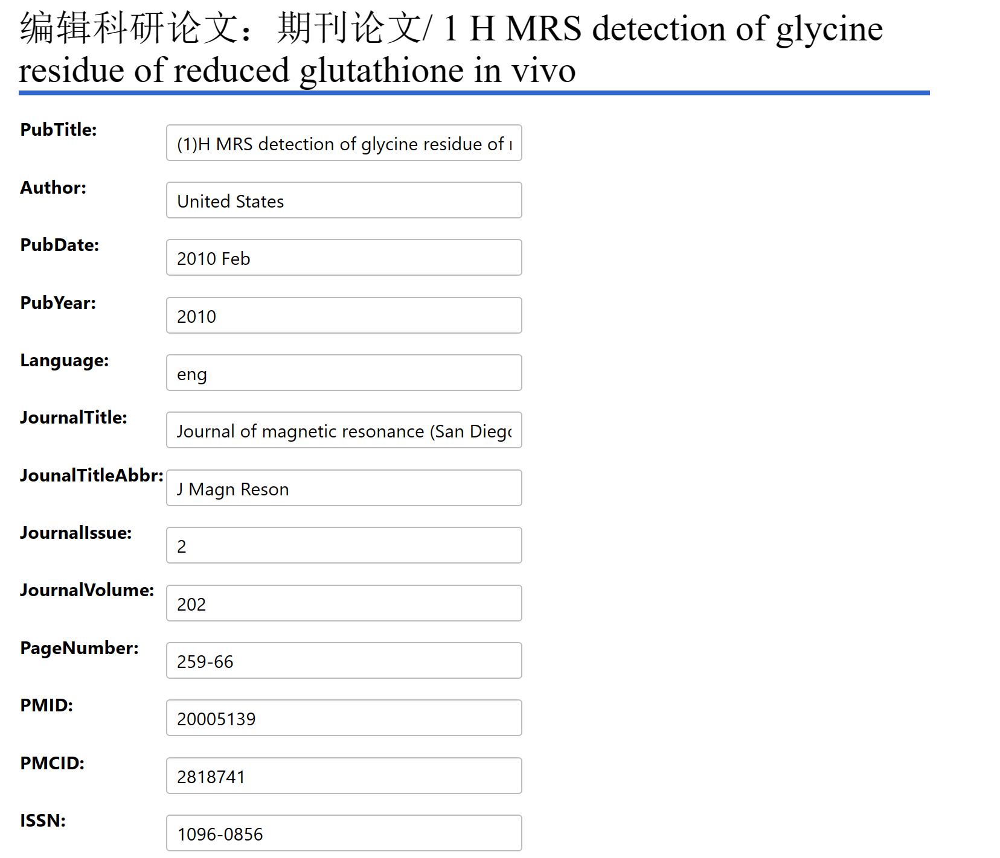 编辑科研论文：期刊论文/ 1 H MRS detection of glycine
residue of reduced glutathione in vivo
PubTitle:
(1)H MRS detection of glycine residue of
Author:
United States
PubDate:
2010 Feb
PubYear:
2010
Language:
eng
JournalTitle:
Journal of magnetic resonance (San Diego
JounalTitleAbbr:
J Magn Reson
JournalIssue:
2
JournalVolume:
202
PageNumber:
259-66
PMID:
20005139
PMCID:
2818741
ISSN:
1096-0856